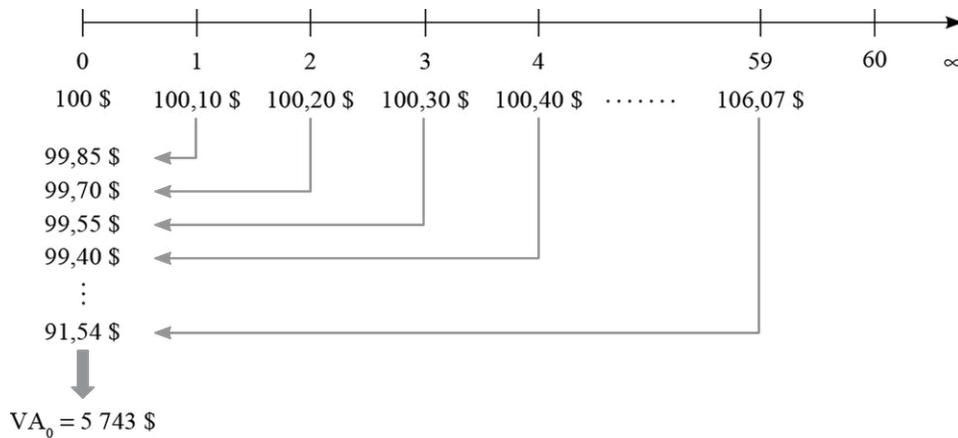 0 1 2 3 4 59 60 ∞
100 $ 100,10 $ 100,20 $ 100,30 $ 100,40 $ ........ 106,07 $
99,85 $
99,70 $
99,55 $
99,40 $
⋮
91,54 $
VA₀ = 5 743 $